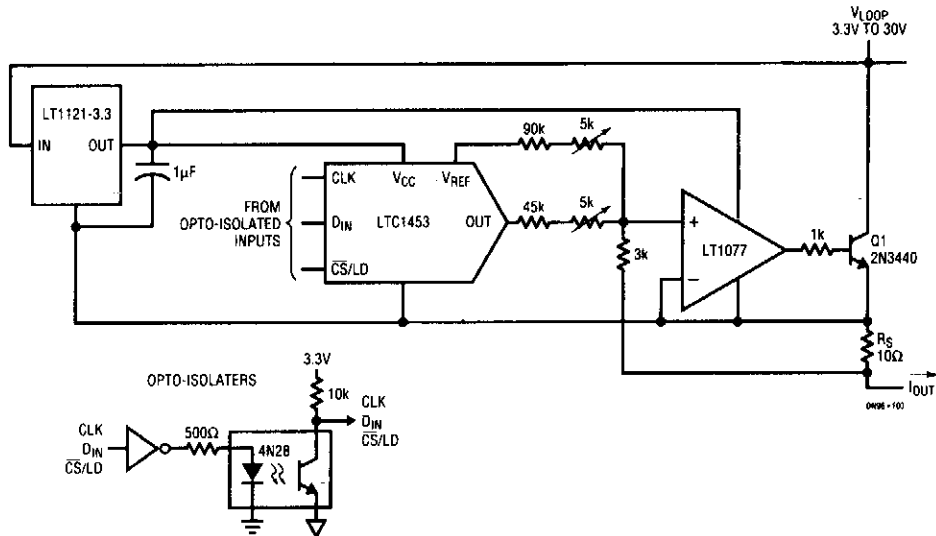 VLOOP
3.3V TO 30V
LT1121-3.3
IN
OUT
1µF
90k
5k
CLK
VCC
VREF
FROM
OPTO-ISOLATED
INPUTS
DIN
LTC1453
OUT
45k
5k
CS/LD
3k
+
−
LT1077
1k
Q1
2N3440
RS
10Ω
IOUT
DN96 • F03
OPTO-ISOLATERS
3.3V
10k
CLK
DIN
CS/LD
CLK
DIN
CS/LD
500Ω
4N28